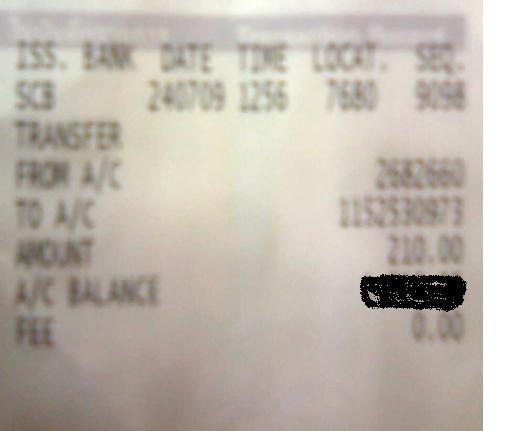 ISS. BANK DATE TIME LOCAT. SEQ.
SCB 240709 1256 7680 9098
TRANSFER
FROM A/C 2682660
TO A/C 1152530973
AMOUNT 210.00
A/C BALANCE
FEE 0.00